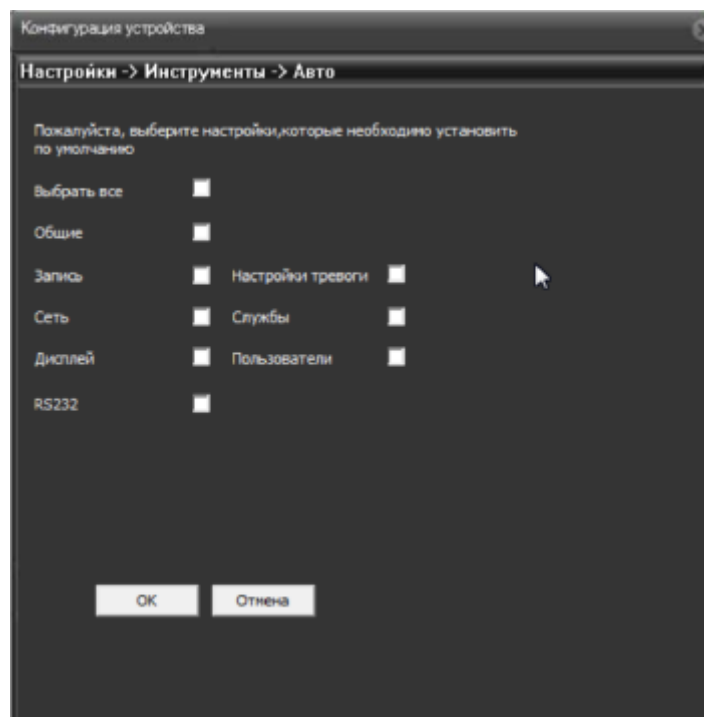 Конфигурация устройства
Настройки -> Инструменты -> Авто
Пожалуйста, выберите настройки,которые необходимо установить
по умолчанию
Выбрать все
Общие
Запись Настройки тревоги
Сеть Службы
Дисплей Пользователи
RS232
OK Отмена